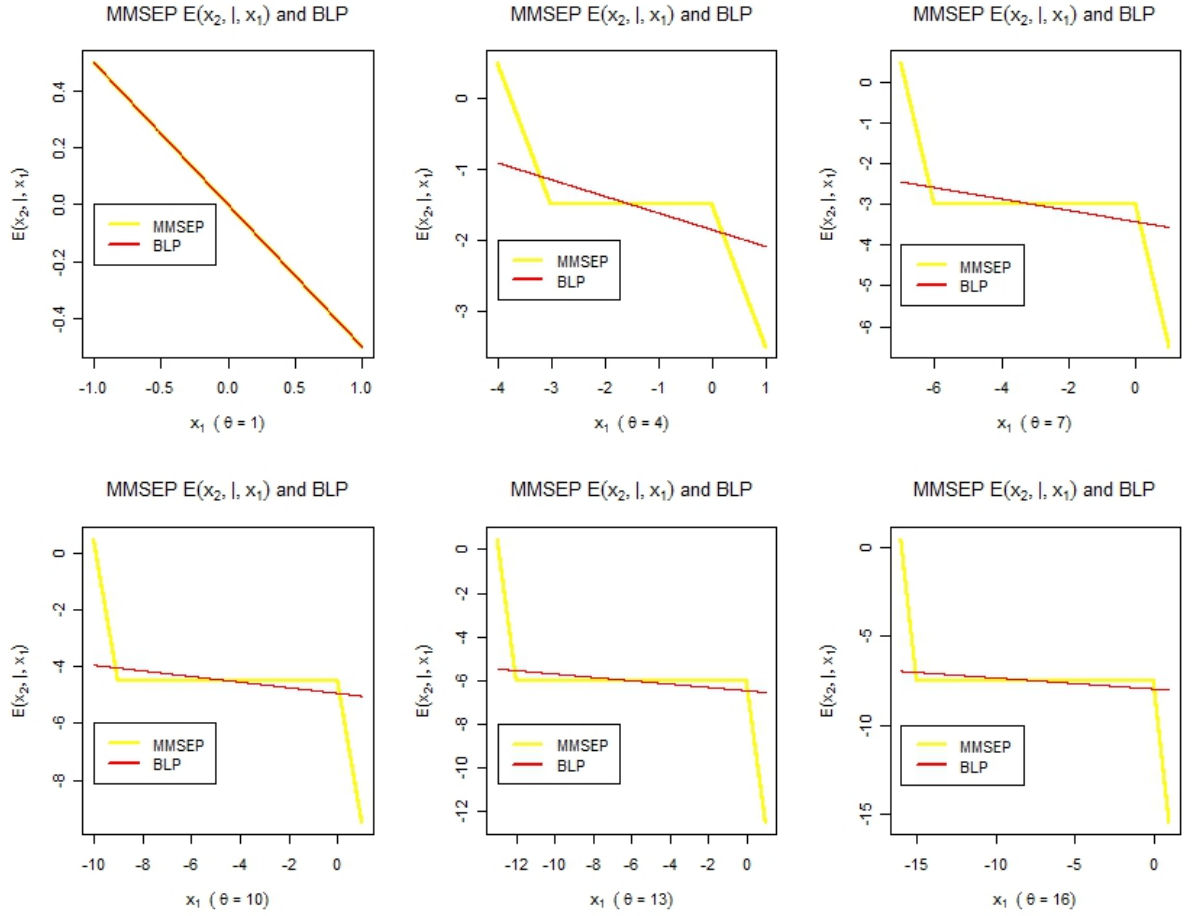 MMSEP E(x₂, |, x₁) and BLP
E(x₂, |, x₁)
0.4
0.2
0.0
-0.2
-0.4
MMSEP
BLP
-1.0 -0.5 0.0 0.5 1.0
x₁ ( θ = 1)
MMSEP E(x₂, |, x₁) and BLP
E(x₂, |, x₁)
0
-1
-2
-3
MMSEP
BLP
-4 -3 -2 -1 0 1
x₁ ( θ = 4)
MMSEP E(x₂, |, x₁) and BLP
E(x₂, |, x₁)
0
-1
-2
-3
-4
-5
-6
MMSEP
BLP
-6 -4 -2 0
x₁ ( θ = 7)
MMSEP E(x₂, |, x₁) and BLP
E(x₂, |, x₁)
0
-2
-4
-6
-8
MMSEP
BLP
-10 -8 -6 -4 -2 0
x₁ ( θ = 10)
MMSEP E(x₂, |, x₁) and BLP
E(x₂, |, x₁)
0
-2
-4
-6
-8
-10
-12
MMSEP
BLP
-12 -10 -8 -6 -4 -2 0
x₁ ( θ = 13)
MMSEP E(x₂, |, x₁) and BLP
E(x₂, |, x₁)
0
-5
-10
-15
MMSEP
BLP
-15 -10 -5 0
x₁ ( θ = 16)